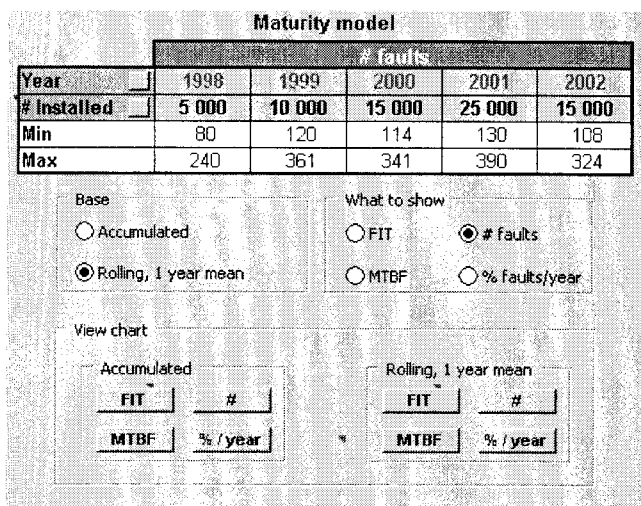 Maturity model
# faults
Year 1998 1999 2000 2001 2002
# Installed 5 000 10 000 15 000 25 000 15 000
Min 80 120 114 130 108
Max 240 361 341 390 324
Base
What to show
Accumulated
FIT # faults
Rolling, 1 year mean
MTBF % faults/year
View chart
Accumulated
Rolling, 1 year mean
FIT # FIT #
MTBF % / year MTBF % / year